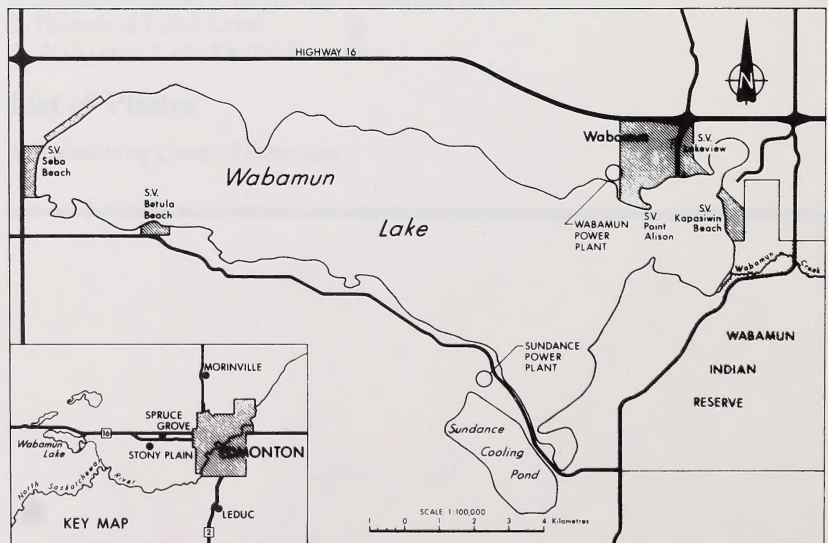 HIGHWAY 16
N
Wabamun
S.V.
Lakeview
S.V.
Seba
Beach
S.V.
Betula
Beach
Wabamun
Lake
WABAMUN
POWER
PLANT
S.V.
Point
Alison
S.V.
Kapasiwin
Beach
Wabamun Creek
WABAMUN
INDIAN
RESERVE
SUNDANCE
POWER
PLANT
Sundance
Cooling
Pond
MORINVILLE
SPRUCE
GROVE
16
STONY PLAIN
EDMONTON
Wabamun
Lake
North Saskatchewan River
LEDUC
2
KEY MAP
SCALE 1:100,000
1 0 1 2 3 4 Kilometres